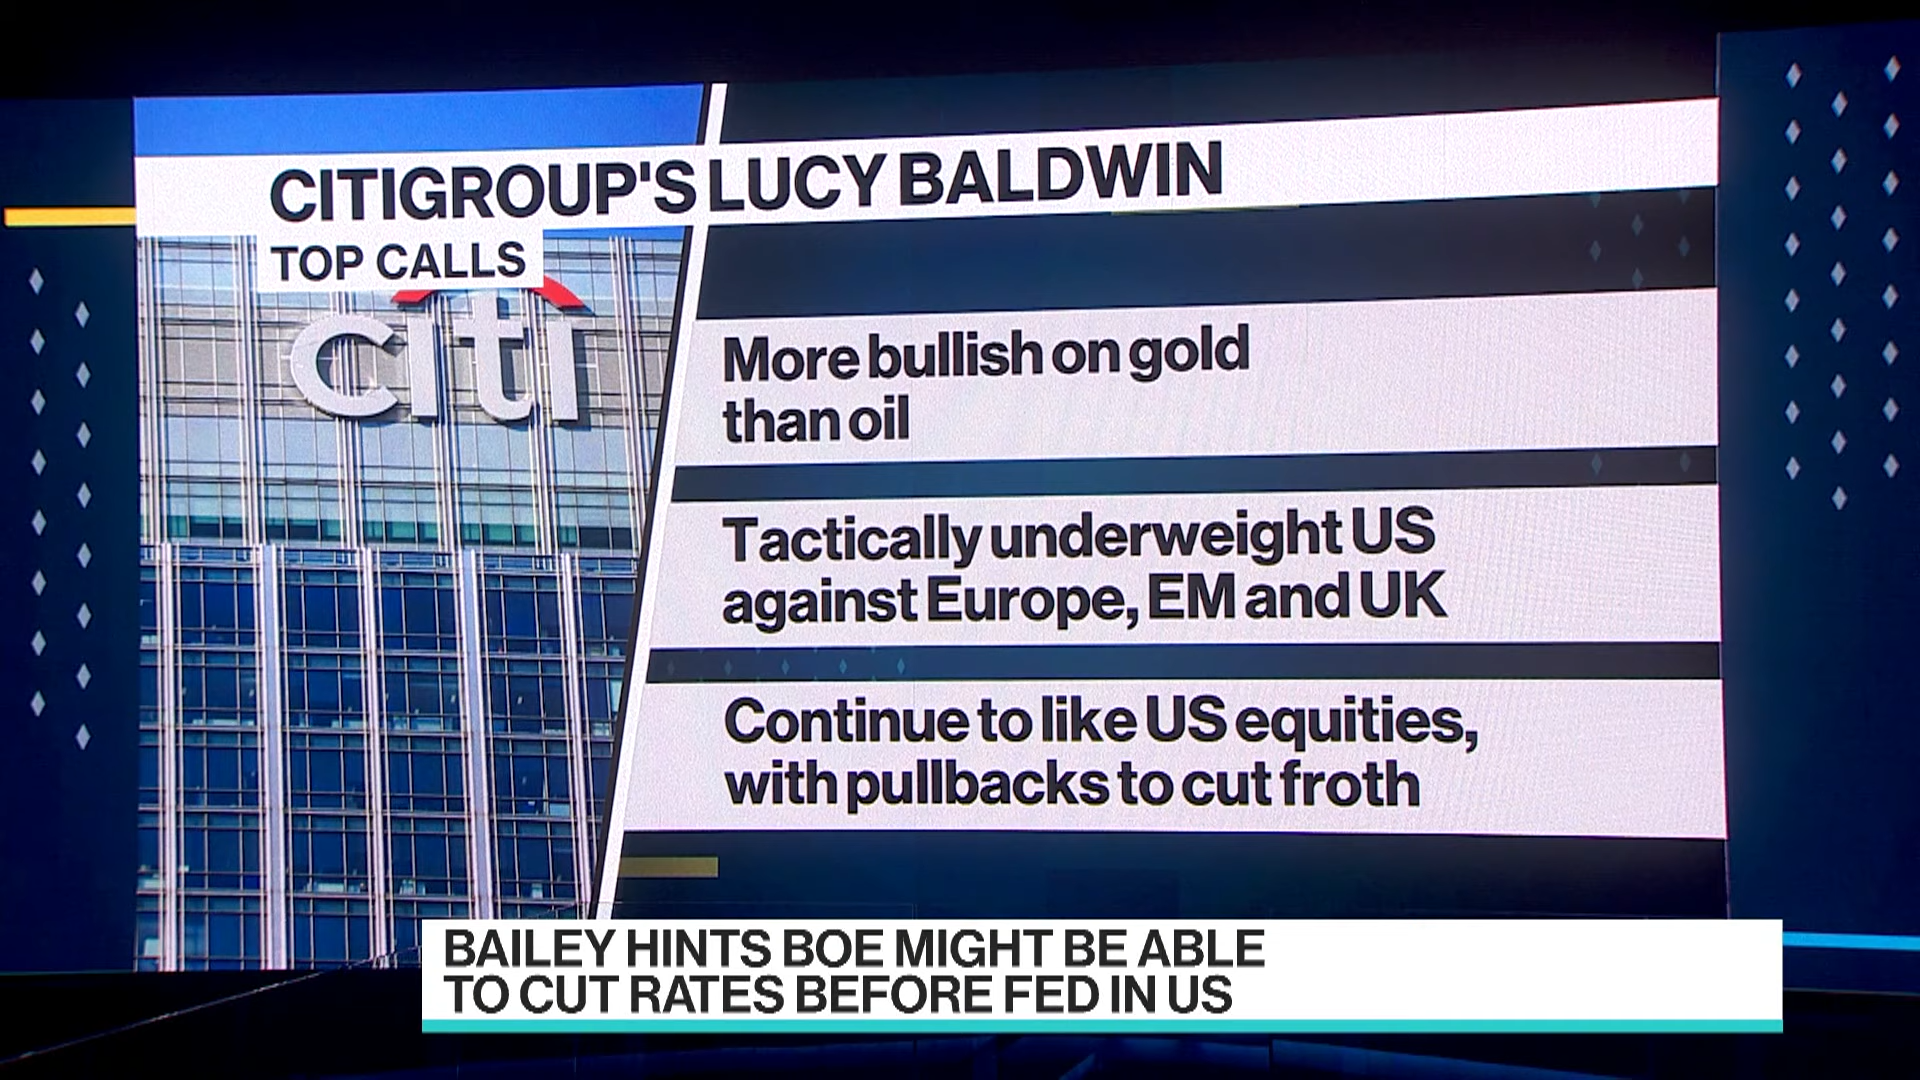 CITIGROUP'S LUCY BALDWIN
TOP CALLS
citi
More bullish on gold
than oil
Tactically underweight US
against Europe, EM and UK
Continue to like US equities,
with pullbacks to cut froth
BAILEY HINTS BOE MIGHT BE ABLE
TO CUT RATES BEFORE FED IN US